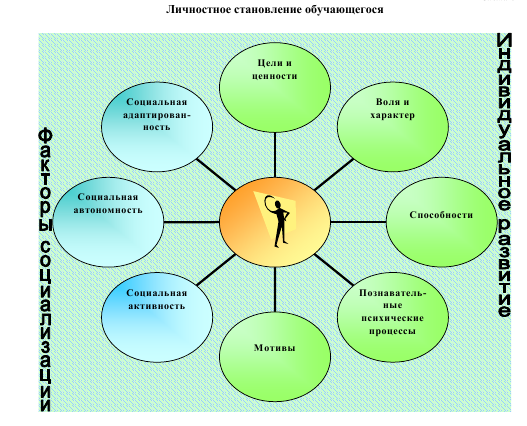 Личностное становление обучающегося
Цели и
ценности
Социальная
адаптирован-
ность
Воля и
характер
Социальная
автономность
Способности
Социальная
активность
Познаватель-
ные
психические
процессы
Мотивы
Факторы социализации
Индивидуальное развитие